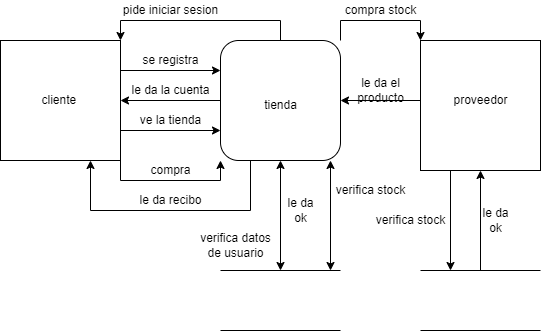 pide iniciar sesion
compra stock
se registra
cliente
le da la cuenta
tienda
le da el
producto
proveedor
ve la tienda
compra
le da recibo
verifica stock
le da
ok
verifica datos
de usuario
verifica stock
le da
ok